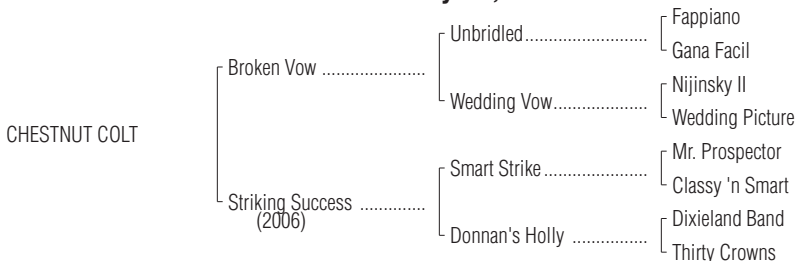 Fappiano
Unbridled
Gana Facil
Broken Vow
Nijinsky II
Wedding Vow
Wedding Picture
CHESTNUT COLT
Mr. Prospector
Smart Strike
Classy 'n Smart
Striking Success
(2006)
Dixieland Band
Donnan's Holly
Thirty Crowns